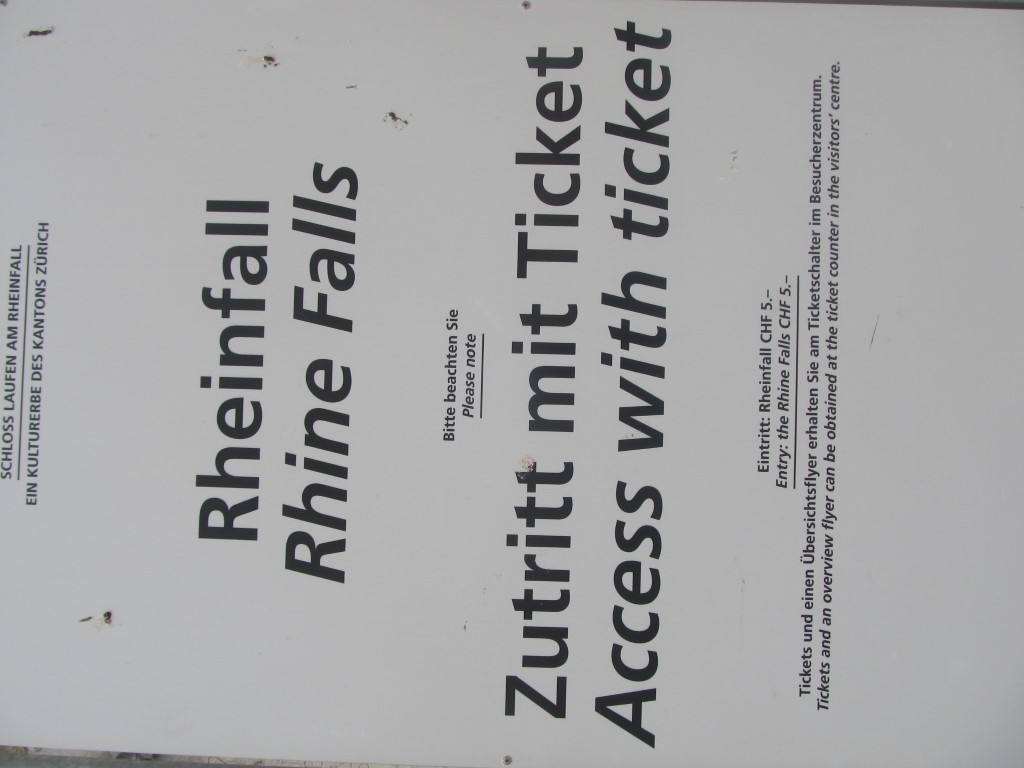 SCHLOSS LAUFEN AM RHEINFALL
EIN KULTURERBE DES KANTONS ZÜRICH
Rheinfall
Rhine Falls
Bitte beachten Sie
Please note
Zutritt mit Ticket
Access with ticket
Eintritt: Rheinfall CHF 5.–
Entry: the Rhine Falls CHF 5.–
Tickets und einen Übersichtsflyer erhalten Sie am Ticketschalter im Besucherzentrum.
Tickets and an overview flyer can be obtained at the ticket counter in the visitors' centre.